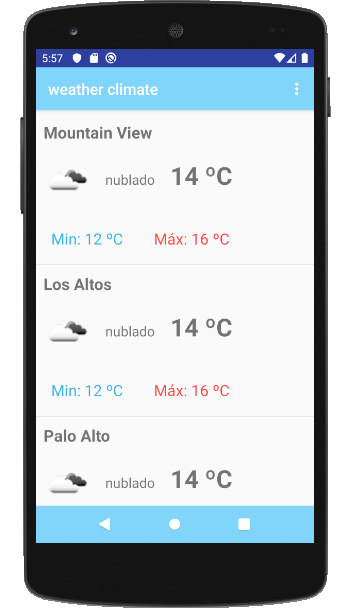 5:57
weather climate
Mountain View
nublado 14 ºC
Min: 12 ºC Máx: 16 ºC
Los Altos
nublado 14 ºC
Min: 12 ºC Máx: 16 ºC
Palo Alto
nublado 14 ºC